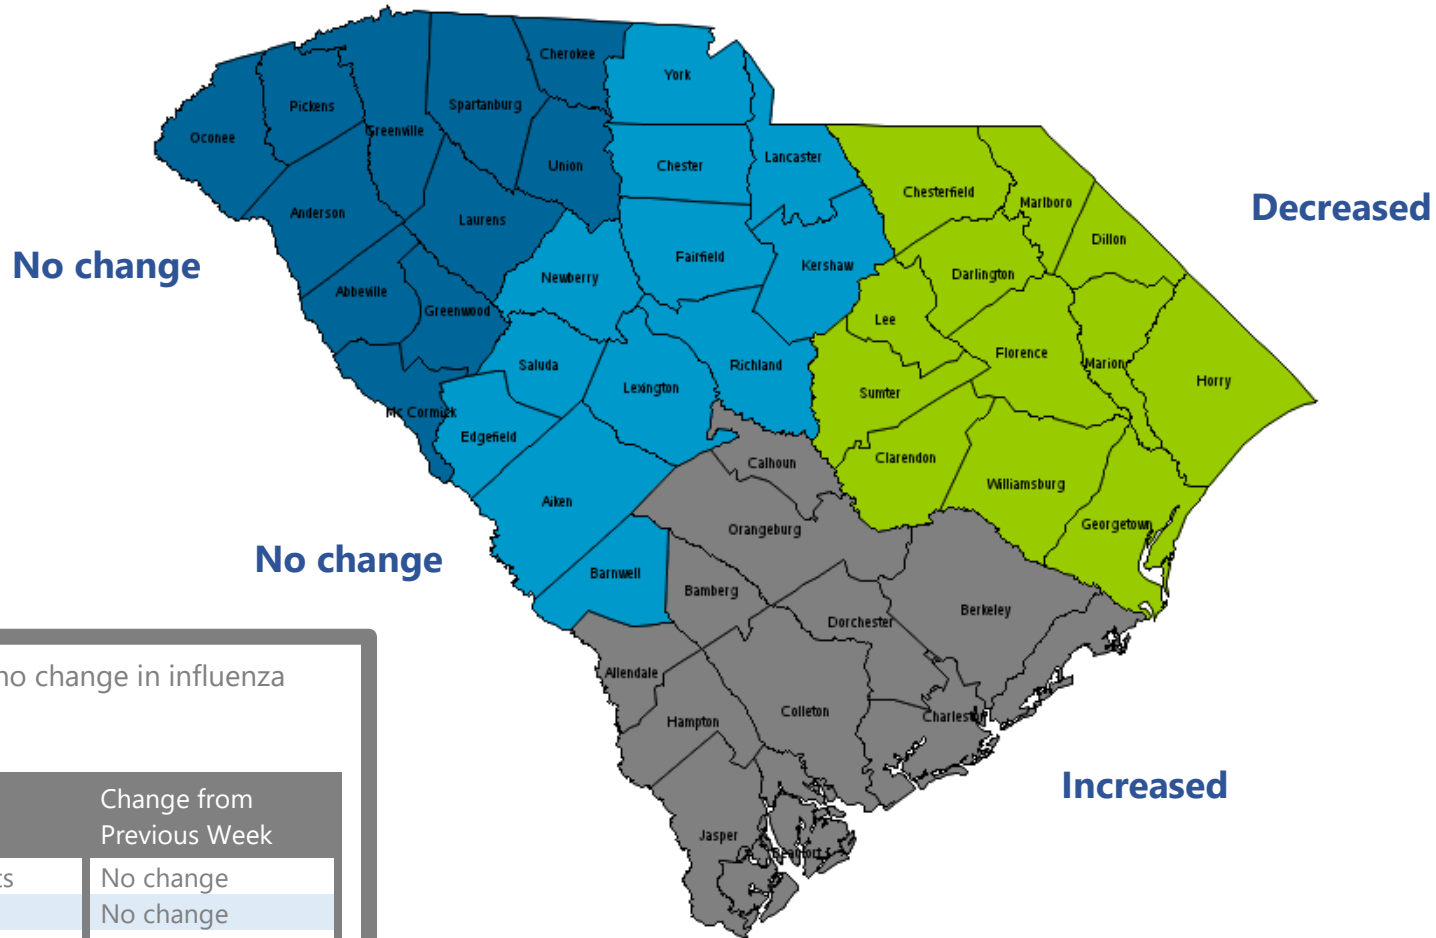 Cherokee
York
Pickens
Spartanburg
Oconee
Greenville
Union
Chester
Lancaster
Chesterfield
Marlboro
Decreased
Anderson
Laurens
Dillon
No change
Newberry
Fairfield
Kershaw
Darlington
Abbeville
Greenwood
Lee
Saluda
Richland
Florence
Marion
Horry
Lexington
Sumter
Mc Cormick
Edgefield
Calhoun
Clarendon
Williamsburg
Aiken
Orangeburg
Georgetown
No change
Barnwell
Bamberg
Berkeley
Dorchester
no change in influenza
Allendale
Hampton
Colleton
Charleston
Increased
Change from
Previous Week
Jasper
Beaufort
No change
No change